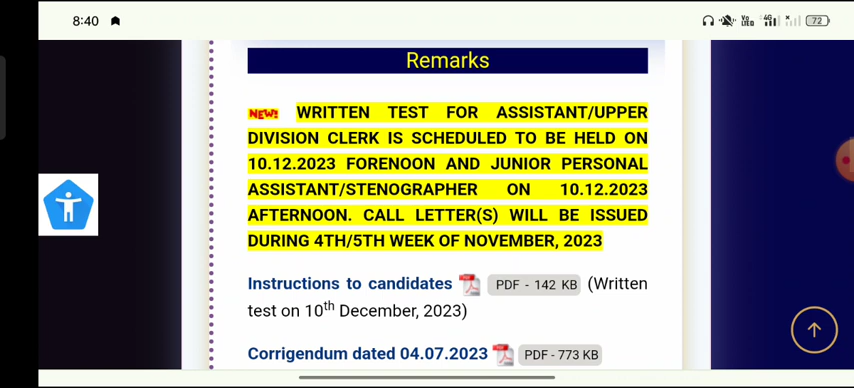 8:40
Vo LTE 4G 72
Remarks
NEW! WRITTEN TEST FOR ASSISTANT/UPPER
DIVISION CLERK IS SCHEDULED TO BE HELD ON
10.12.2023 FORENOON AND JUNIOR PERSONAL
ASSISTANT/STENOGRAPHER ON 10.12.2023
AFTERNOON. CALL LETTER(S) WILL BE ISSUED
DURING 4TH/5TH WEEK OF NOVEMBER, 2023
Instructions to candidates PDF - 142 KB (Written
test on 10th December, 2023)
Corrigendum dated 04.07.2023 PDF - 773 KB